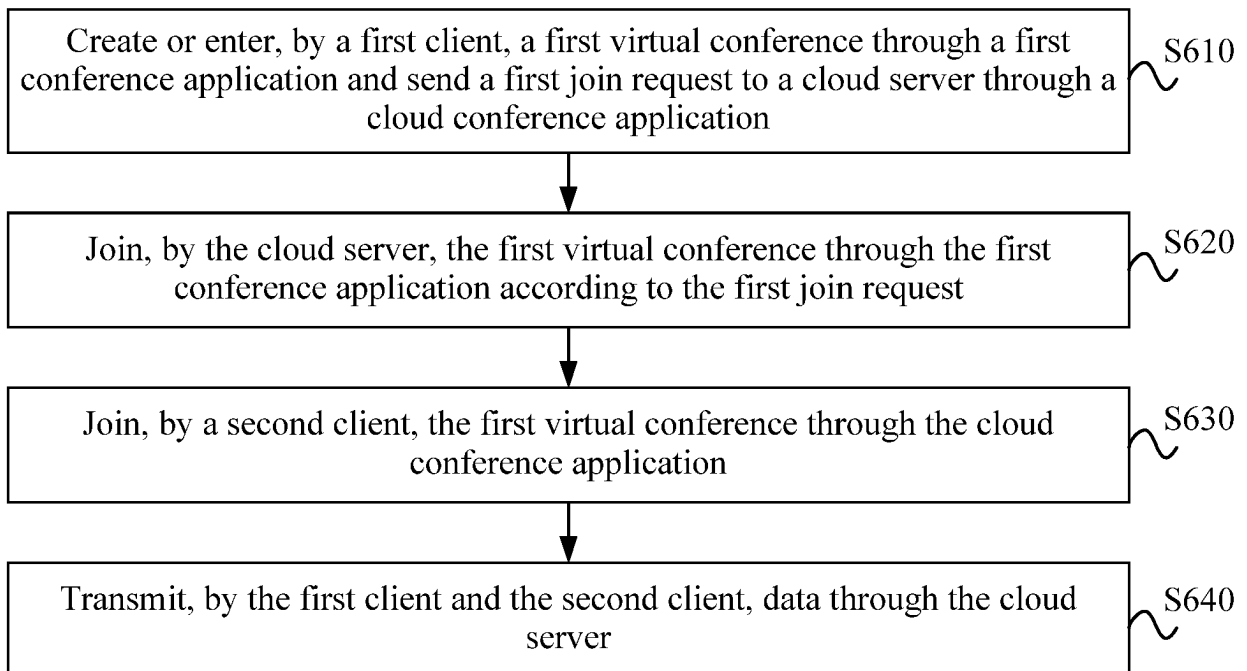 Create or enter, by a first client, a first virtual conference through a first
conference application and send a first join request to a cloud server through a
cloud conference application
S610
Join, by the cloud server, the first virtual conference through the first
conference application according to the first join request
S620
Join, by a second client, the first virtual conference through the cloud
conference application
S630
Transmit, by the first client and the second client, data through the cloud
server
S640